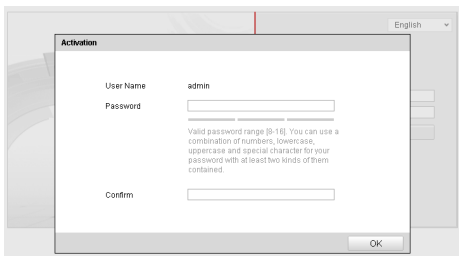 English
Activation
User Name admin
Password
Valid password range [8-16]. You can use a
combination of numbers, lowercase,
uppercase and special character for your
password with at least two kinds of them
contained.
Confirm
OK